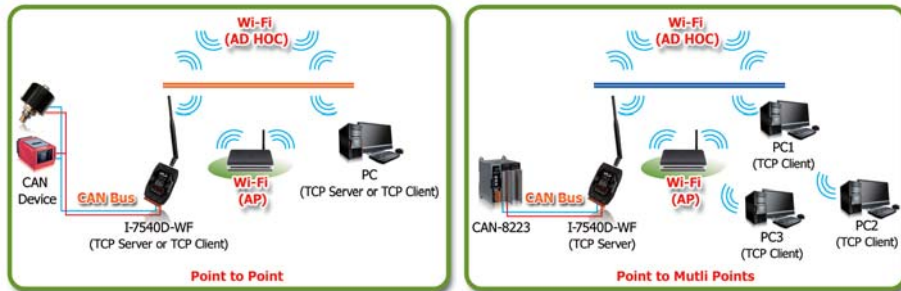 Wi-Fi
(AD HOC)
CAN
Device
CAN Bus
I-7540D-WF
(TCP Server or TCP Client)
Wi-Fi
(AP)
PC
(TCP Server or TCP Client)
Point to Point
Wi-Fi
(AD HOC)
CAN-8223
CAN Bus
I-7540D-WF
(TCP Server)
Wi-Fi
(AP)
PC1
(TCP Client)
PC3
(TCP Client)
PC2
(TCP Client)
Point to Mutli Points